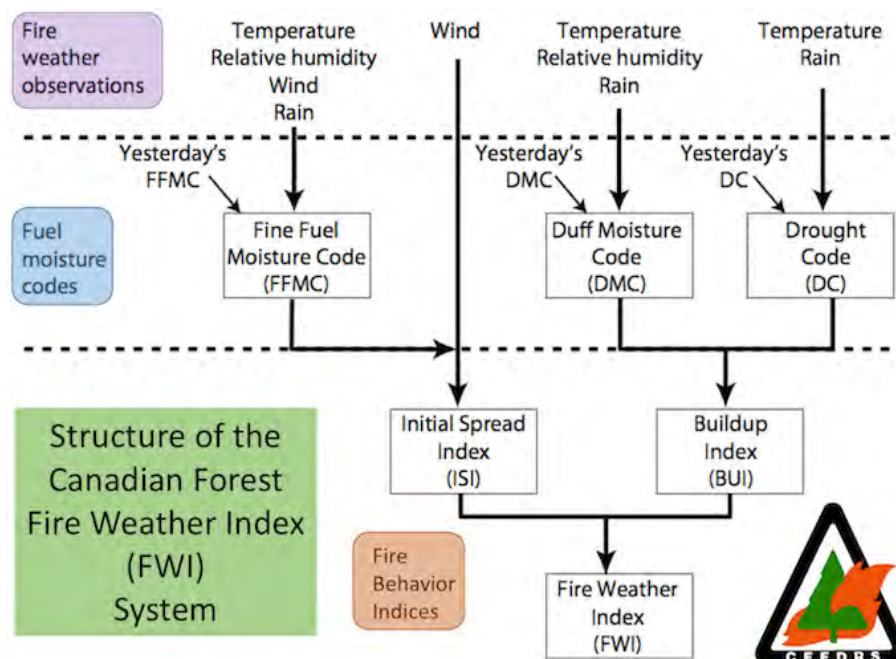 Fire
weather
observations
Temperature
Relative humidity
Wind
Rain
Wind
Temperature
Relative humidity
Rain
Temperature
Rain
Yesterday's
FFMC
Yesterday's
DMC
Yesterday's
DC
Fuel
moisture
codes
Fine Fuel
Moisture Code
(FFMC)
Duff Moisture
Code
(DMC)
Drought
Code
(DC)
Structure of the
Canadian Forest
Fire Weather Index
(FWI)
System
Initial Spread
Index
(ISI)
Buildup
Index
(BUI)
Fire
Behavior
Indices
Fire Weather
Index
(FWI)